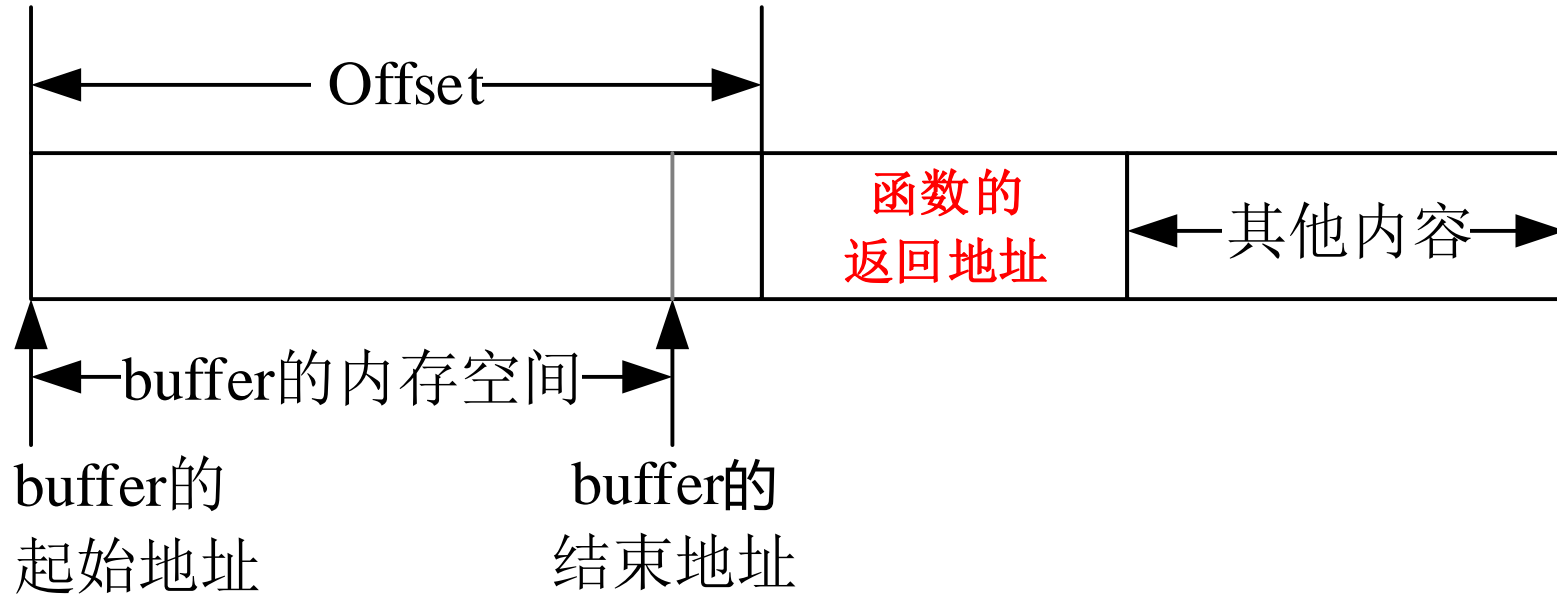 Offset
函数的
返回地址
其他内容
buffer的内存空间
buffer的
起始地址
buffer的
结束地址